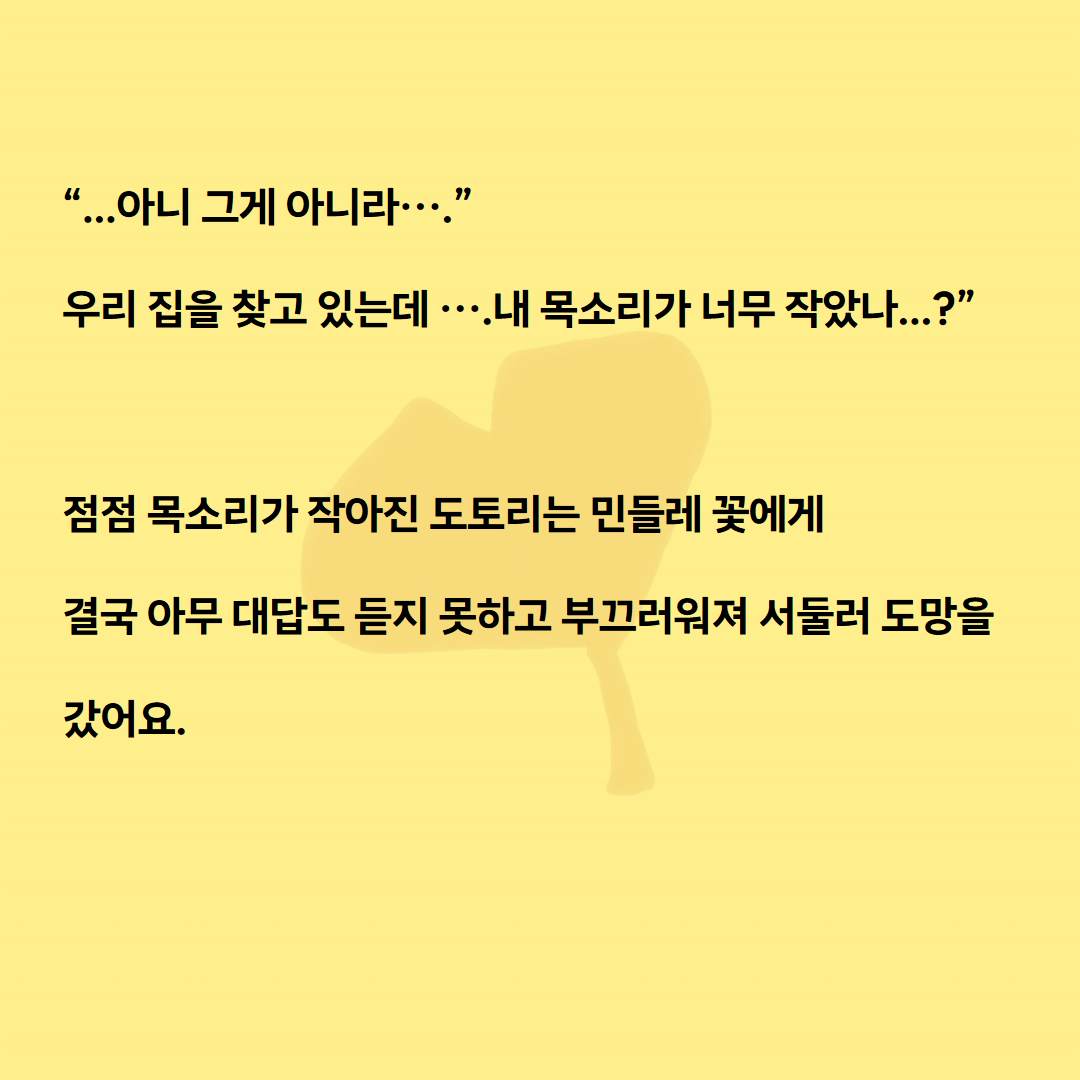 “...아니 그게 아니라⋯.”
우리 집을 찾고 있는데 ⋯.내 목소리가 너무 작았나...?”
점점 목소리가 작아진 도토리는 민들레 꽃에게
결국 아무 대답도 듣지 못하고 부끄러워져 서둘러 도망을
갔어요.